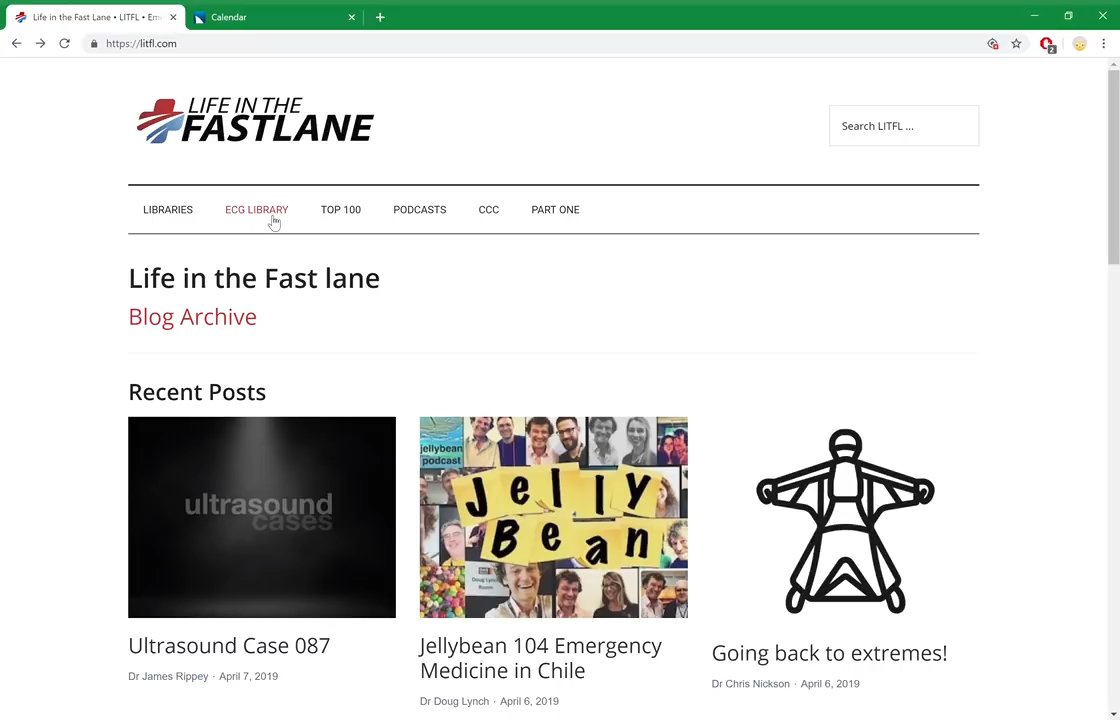 Life in the Fast Lane • LITFL • Em
Calendar
https://litfl.com
2
LIFE IN THE
FASTLANE
Search LITFL ...
LIBRARIES
ECG LIBRARY
TOP 100
PODCASTS
CCC
PART ONE
Life in the Fast lane
Blog Archive
Recent Posts
ultrasound
cases
jellybean
podcast
Jelly
Bean
Ultrasound Case 087
Dr James Rippey · April 7, 2019
Jellybean 104 Emergency
Medicine in Chile
Dr Doug Lynch · April 6, 2019
Going back to extremes!
Dr Chris Nickson · April 6, 2019